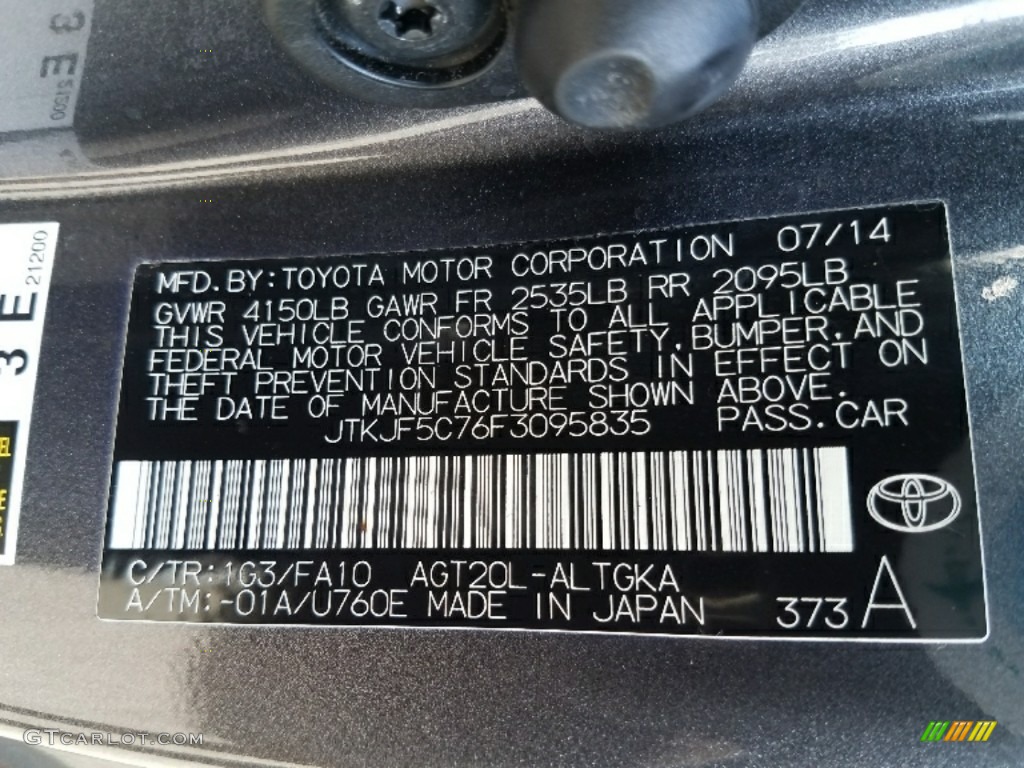 3 E 51500
3 E 21200
MFD. BY: TOYOTA MOTOR CORPORATION 07/14
GVWR 4150LB GAWR FR 2535LB RR 2095LB
THIS VEHICLE CONFORMS TO ALL APPLICABLE
FEDERAL MOTOR VEHICLE SAFETY, BUMPER, AND
THEFT PREVENTION STANDARDS IN EFFECT ON
THE DATE OF MANUFACTURE SHOWN ABOVE.
JTKJF5C76F3095835 PASS. CAR
C/TR: 1G3/FA10 AGT20L-ALTGKA
A/TM: -01A/U760E MADE IN JAPAN 373 A
GTCARLOT.COM